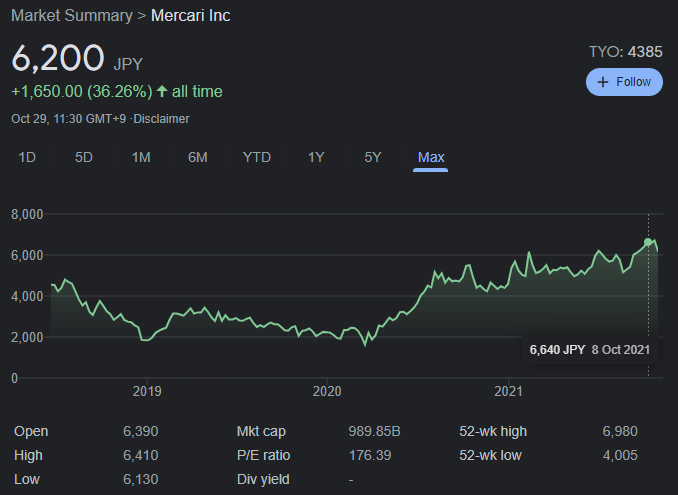 Market Summary > Mercari Inc
6,200 JPY
TYO: 4385
+ Follow
+1,650.00 (36.26%) ↑ all time
Oct 29, 11:30 GMT+9 ·Disclaimer
1D 5D 1M 6M YTD 1Y 5Y Max
8,000
6,000
4,000
2,000
0
6,640 JPY 8 Oct 2021
2019 2020 2021
Open 6,390 Mkt cap 989.85B 52-wk high 6,980
High 6,410 P/E ratio 176.39 52-wk low 4,005
Low 6,130 Div yield -